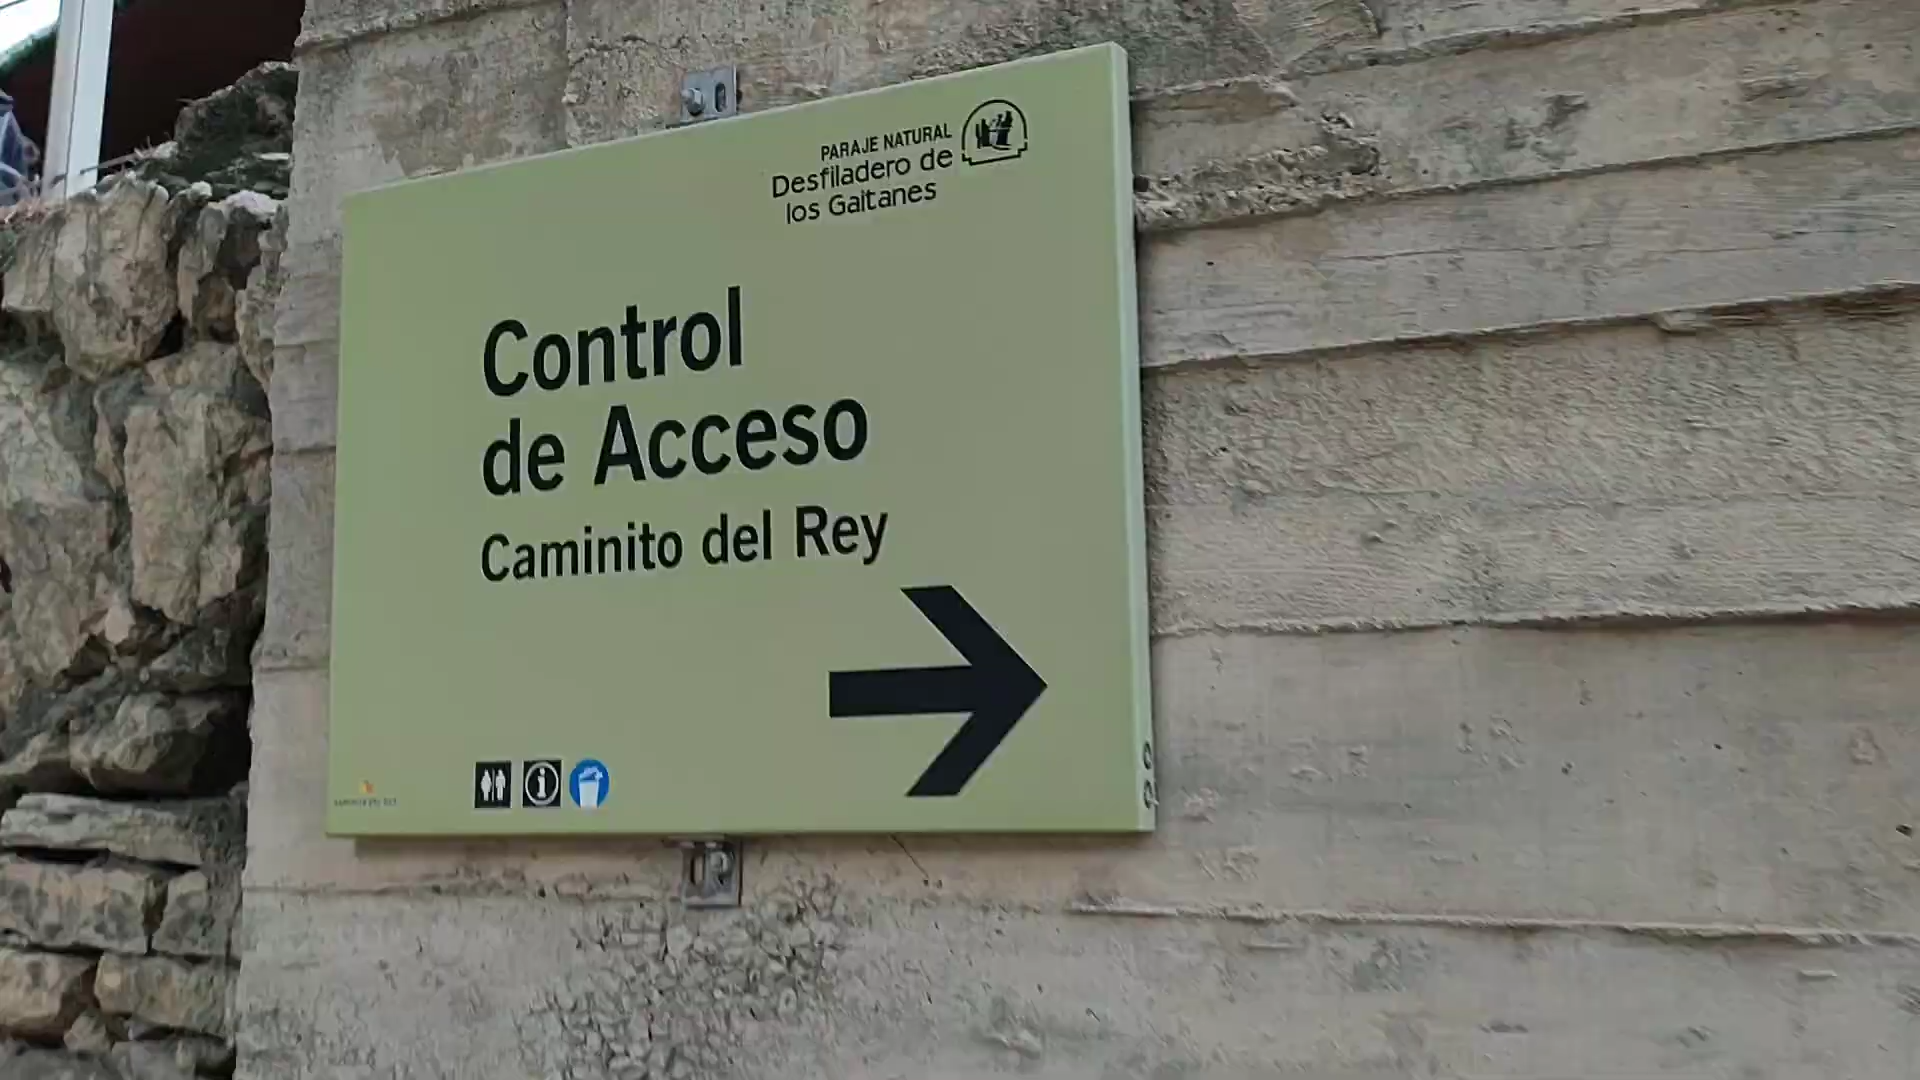 PARAJE NATURAL
Desfiladero de
los Gaitanes
Control
de Acceso
Caminito del Rey